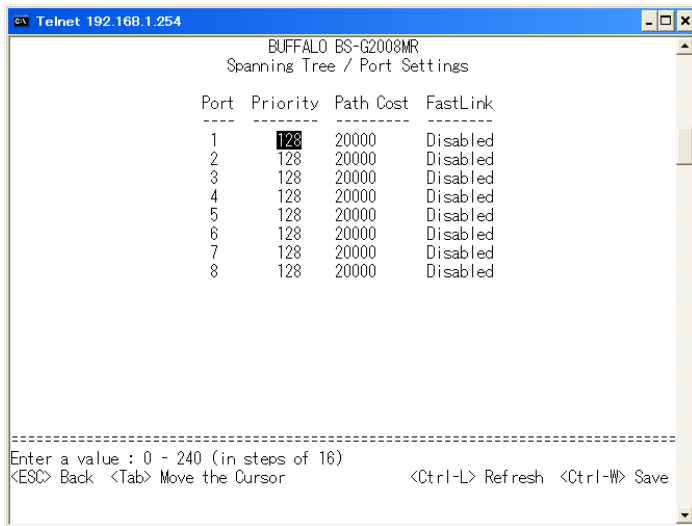 Telnet 192.168.1.254
BUFFALO BS-G2008MR
Spanning Tree / Port Settings
Port Priority Path Cost FastLink
---- -------- --------- --------
1 128 20000 Disabled
2 128 20000 Disabled
3 128 20000 Disabled
4 128 20000 Disabled
5 128 20000 Disabled
6 128 20000 Disabled
7 128 20000 Disabled
8 128 20000 Disabled
================================================================================
Enter a value : 0 - 240 (in steps of 16)
<ESC> Back <Tab> Move the Cursor <Ctrl-L> Refresh <Ctrl-W> Save